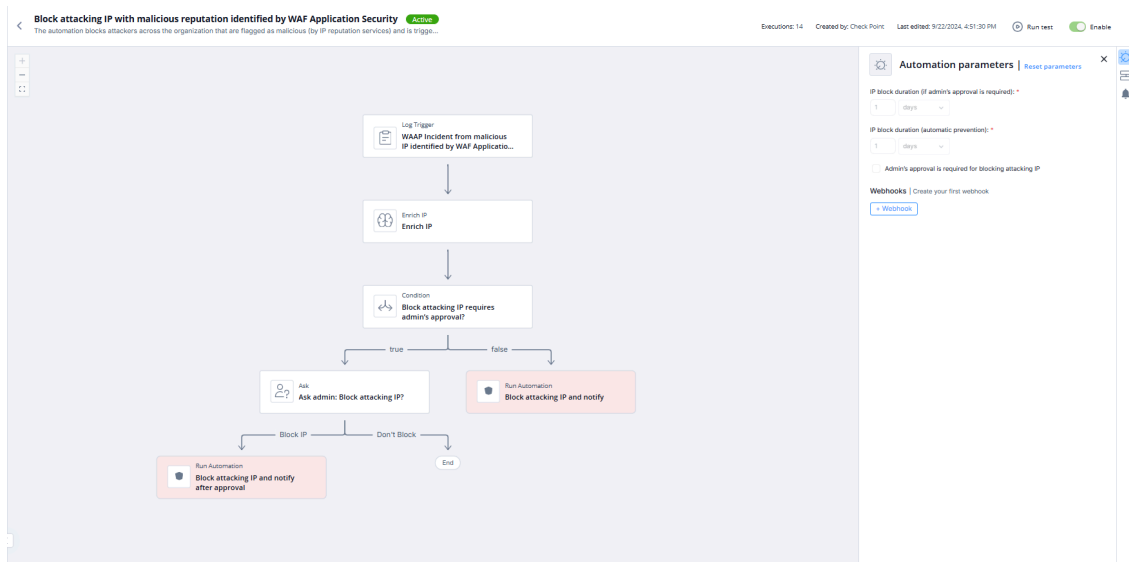 Block attacking IP with malicious reputation identified by WAF Application Security Active
The automation blocks attackers across the organization that are flagged as malicious (by IP reputation services) and is trigge...
Executions: 14 Created by: Check Point Last edited: 9/22/2024, 4:51:30 PM Run test Enable
Automation parameters | Reset parameters
IP block duration (if admin's approval is required): *
1 days
IP block duration (automatic prevention): *
1 days
Admin's approval is required for blocking attacking IP
Webhooks | Create your first webhook
+ Webhook
Log Trigger
WAAP Incident from malicious
IP identified by WAF Applicatio...
Enrich IP
Enrich IP
Condition
Block attacking IP requires
admin's approval?
true false
Ask
Ask admin: Block attacking IP?
Run Automation
Block attacking IP and notify
Block IP Don't Block
Run Automation
Block attacking IP and notify
after approval
End